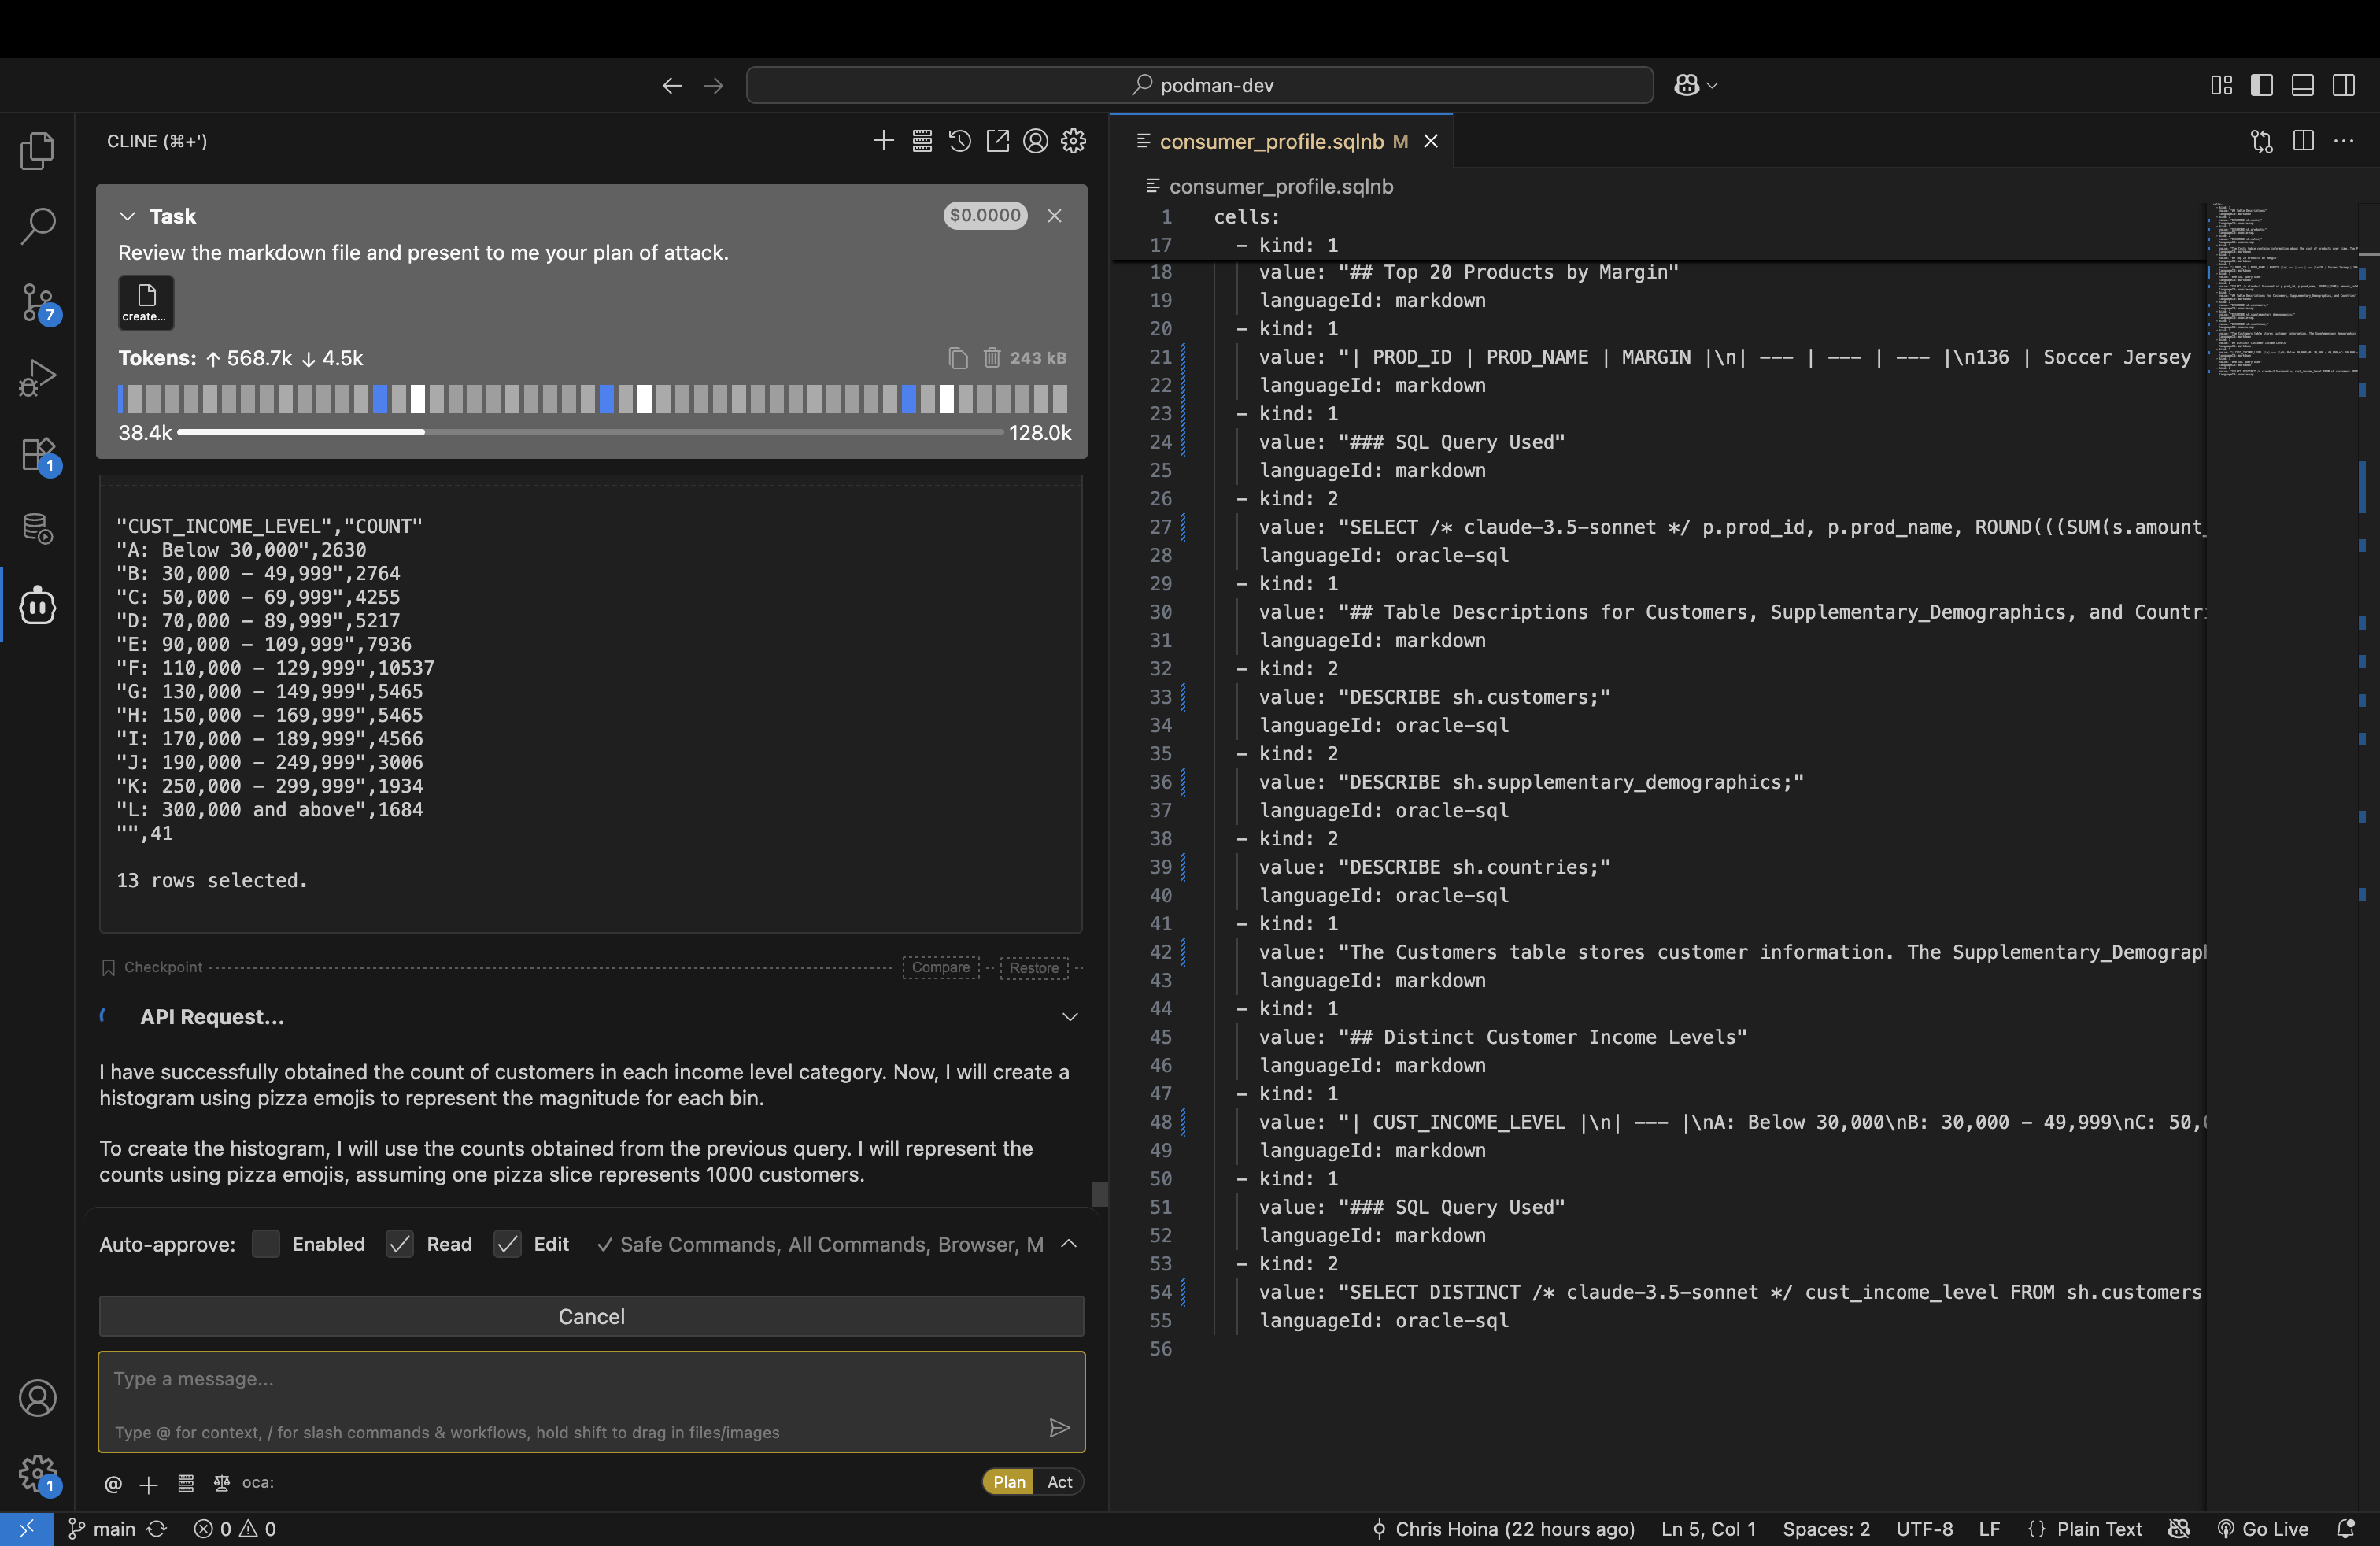 podman-dev
CLINE (⌘+')
Task
$0.0000
Review the markdown file and present to me your plan of attack.
create...
Tokens: ↑ 568.7k ↓ 4.5k
243 kB
38.4k
128.0k
"CUST_INCOME_LEVEL","COUNT"
"A: Below 30,000",2630
"B: 30,000 - 49,999",2764
"C: 50,000 - 69,999",4255
"D: 70,000 - 89,999",5217
"E: 90,000 - 109,999",7936
"F: 110,000 - 129,999",10537
"G: 130,000 - 149,999",5465
"H: 150,000 - 169,999",5465
"I: 170,000 - 189,999",4566
"J: 190,000 - 249,999",3006
"K: 250,000 - 299,999",1934
"L: 300,000 and above",1684
"",41
13 rows selected.
Checkpoint
Compare
Restore
API Request...
I have successfully obtained the count of customers in each income level category. Now, I will create a
histogram using pizza emojis to represent the magnitude for each bin.
To create the histogram, I will use the counts obtained from the previous query. I will represent the
counts using pizza emojis, assuming one pizza slice represents 1000 customers.
Auto-approve: Enabled ✓ Read ✓ Edit ✓ Safe Commands, All Commands, Browser, M
Cancel
Type a message...
Type @ for context, / for slash commands & workflows, hold shift to drag in files/images
@ + oca:
Plan Act
7
1
1
consumer_profile.sqlnb M
consumer_profile.sqlnb
1 cells:
17 - kind: 1
18 value: "## Top 20 Products by Margin"
19 languageId: markdown
20 - kind: 1
21 value: "| PROD_ID | PROD_NAME | MARGIN |\n| --- | --- | --- |\n136 | Soccer Jersey
22 languageId: markdown
23 - kind: 1
24 value: "### SQL Query Used"
25 languageId: markdown
26 - kind: 2
27 value: "SELECT /* claude-3.5-sonnet */ p.prod_id, p.prod_name, ROUND(((SUM(s.amount_
28 languageId: oracle-sql
29 - kind: 1
30 value: "## Table Descriptions for Customers, Supplementary_Demographics, and Countri
31 languageId: markdown
32 - kind: 2
33 value: "DESCRIBE sh.customers;"
34 languageId: oracle-sql
35 - kind: 2
36 value: "DESCRIBE sh.supplementary_demographics;"
37 languageId: oracle-sql
38 - kind: 2
39 value: "DESCRIBE sh.countries;"
40 languageId: oracle-sql
41 - kind: 1
42 value: "The Customers table stores customer information. The Supplementary_Demograph
43 languageId: markdown
44 - kind: 1
45 value: "## Distinct Customer Income Levels"
46 languageId: markdown
47 - kind: 1
48 value: "| CUST_INCOME_LEVEL |\n| --- |\nA: Below 30,000\nB: 30,000 - 49,999\nC: 50,0
49 languageId: markdown
50 - kind: 1
51 value: "### SQL Query Used"
52 languageId: markdown
53 - kind: 2
54 value: "SELECT DISTINCT /* claude-3.5-sonnet */ cust_income_level FROM sh.customers
55 languageId: oracle-sql
56
main 0 0
Chris Hoina (22 hours ago) Ln 5, Col 1 Spaces: 2 UTF-8 LF {} Plain Text Go Live